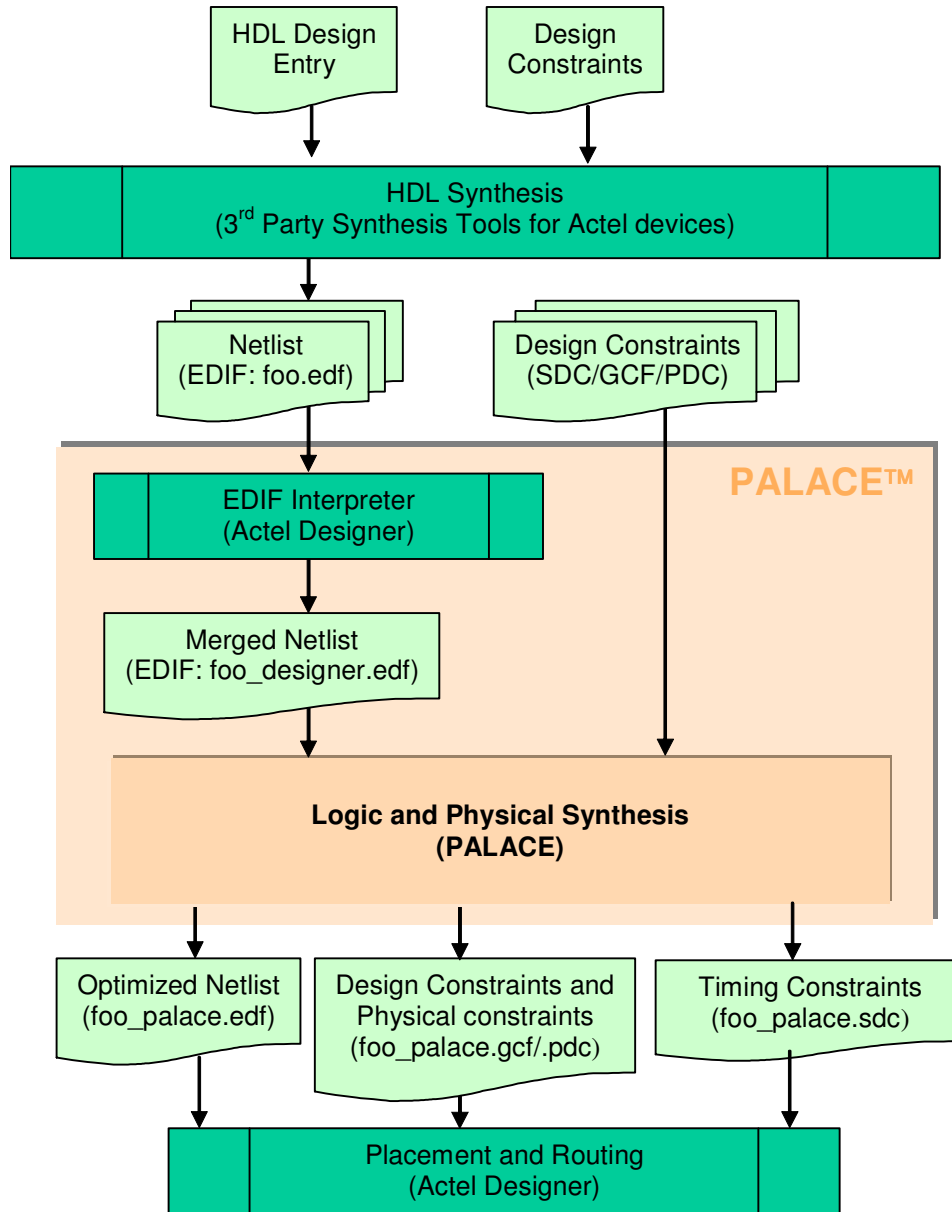 HDL Design
Entry
Design
Constraints
HDL Synthesis
(3rd Party Synthesis Tools for Actel devices)
Netlist
(EDIF: foo.edf)
Design Constraints
(SDC/GCF/PDC)
PALACE™
EDIF Interpreter
(Actel Designer)
Merged Netlist
(EDIF: foo_designer.edf)
Logic and Physical Synthesis
(PALACE)
Optimized Netlist
(foo_palace.edf)
Design Constraints and
Physical constraints
(foo_palace.gcf/.pdc)
Timing Constraints
(foo_palace.sdc)
Placement and Routing
(Actel Designer)